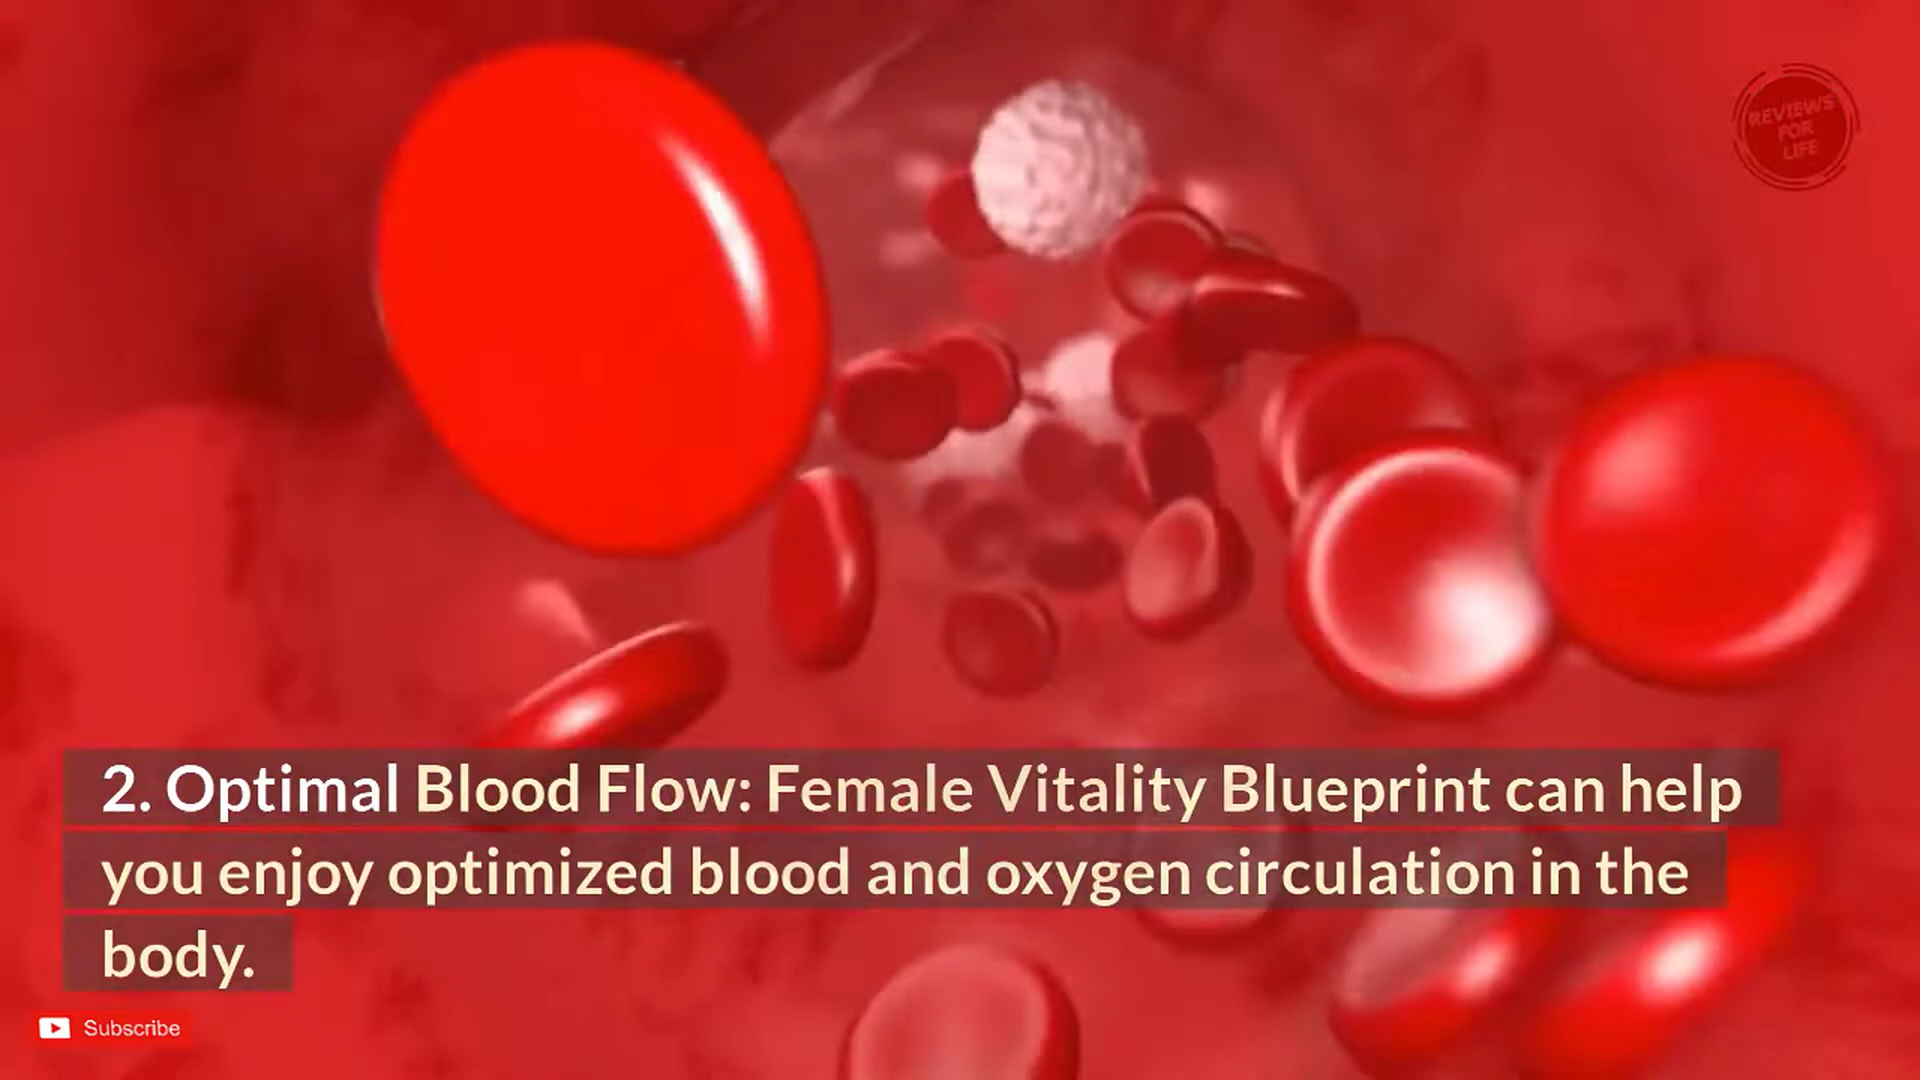 REVIEWS
FOR
LIFE
2. Optimal Blood Flow: Female Vitality Blueprint can help
you enjoy optimized blood and oxygen circulation in the
body.
Subscribe